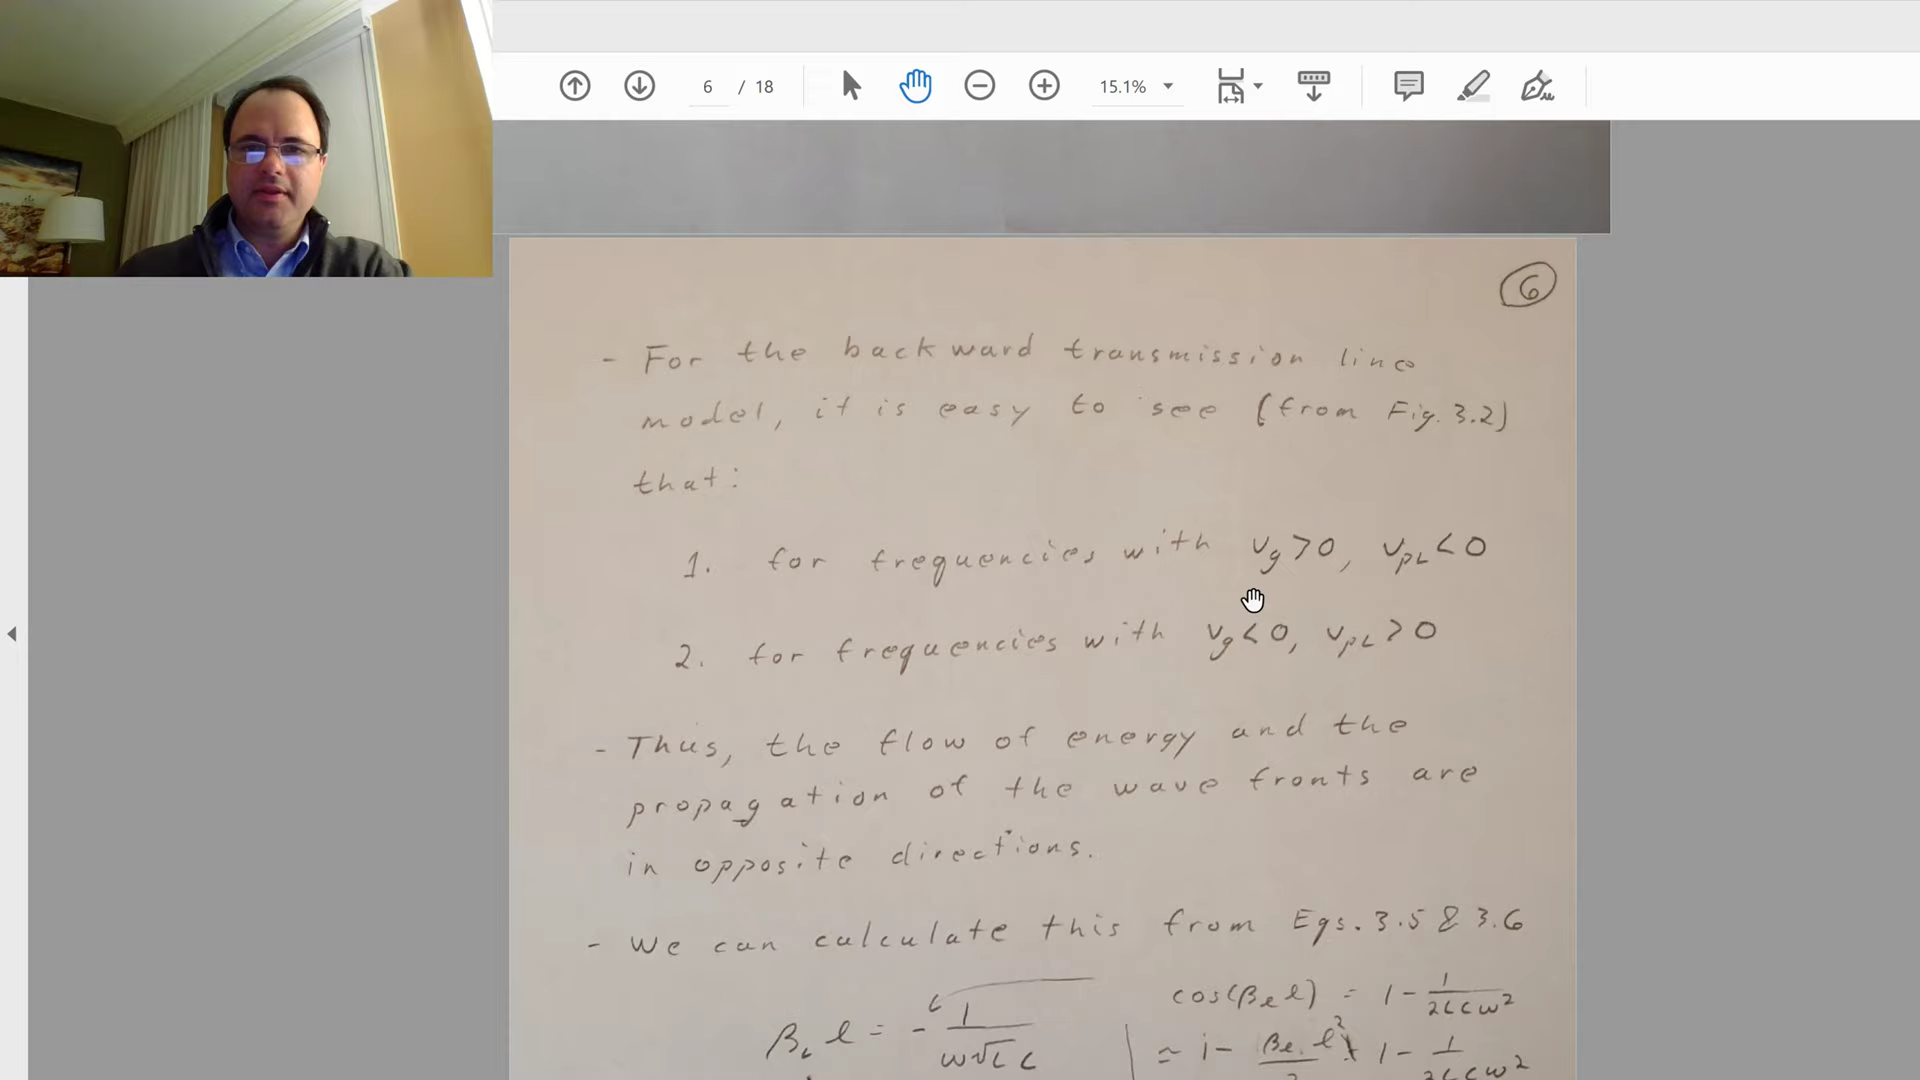 6 / 18
15.1%
6
- For the backward transmission line
model, it is easy to see (from Fig. 3.2)
that:
1. for frequencies with vg>0, vpL<0
2. for frequencies with vg<0, vpL>0
- Thus, the flow of energy and the
propagation of the wave fronts are
in opposite directions.
- We can calculate this from Eqs. 3.5 & 3.6
cos(βLl) = 1 - 1/2LCω²
βL l = - 1/ω√LC